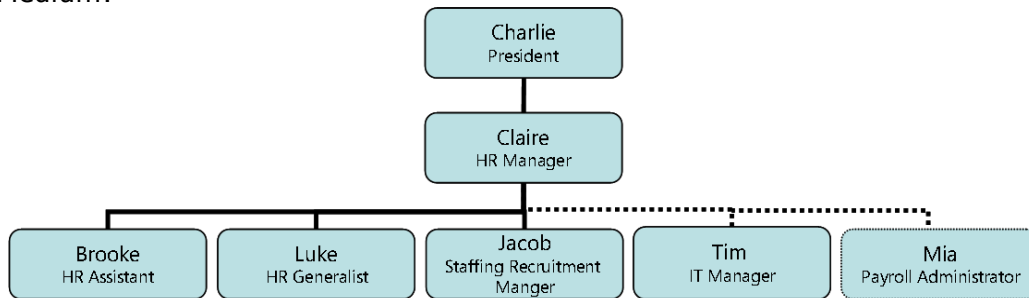 Charlie
President
Claire
HR Manager
Brooke
HR Assistant
Luke
HR Generalist
Jacob
Staffing Recruitment
Manger
Tim
IT Manager
Mia
Payroll Administrator